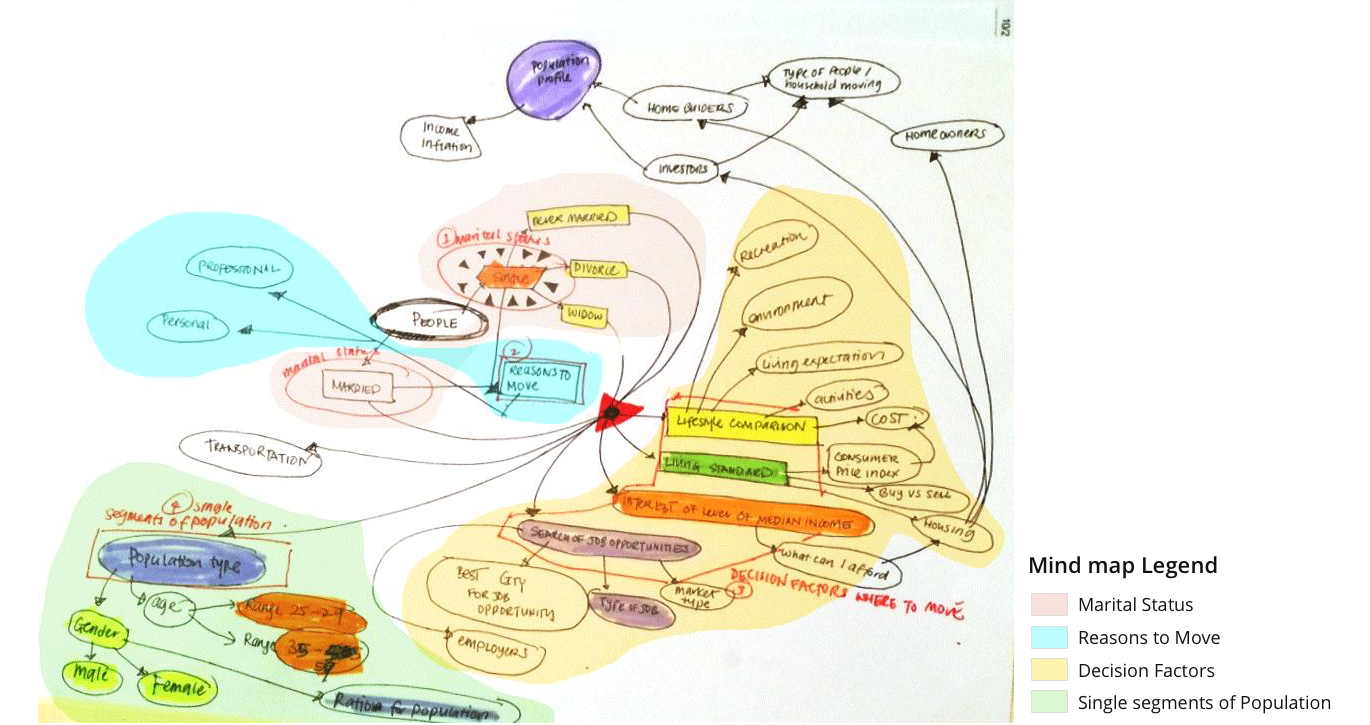 102
Population
profile
TYPE OF PEOPLE /
household moving
HOME BUIDERS
Income
Inflation
HOMEOWNERS
INVESTORS
NEVER MARRIED
1 marital status
PROFESSIONAL
SINGLE
DIVORCE
Recreation
WIDOW
PEOPLE
Personal
environment
marital status
2
REASONS TO
MOVE
MARRIED
Living expectation
activities
LIFESTYLE COMPARISON
COST
TRANSPORTATION
LIVING STANDARD
CONSUMER
Price index
Buy vs Sell
INTEREST OF Level OF MEDIAN INCOME
HOUSING
4 single
segments of population
SEARCH OF JOB OPPORTUNITIES
what can I afford
Population type
BEST City
FOR JOB
OPPORTUNITY
TYPE OF JOB
market
type
3
DECISION FACTORS WHERE TO MOVE
age
Range 25-29
Gender
Range 35-
59
employers
male
Female
Ration for population
Mind map Legend
Marital Status
Reasons to Move
Decision Factors
Single segments of Population